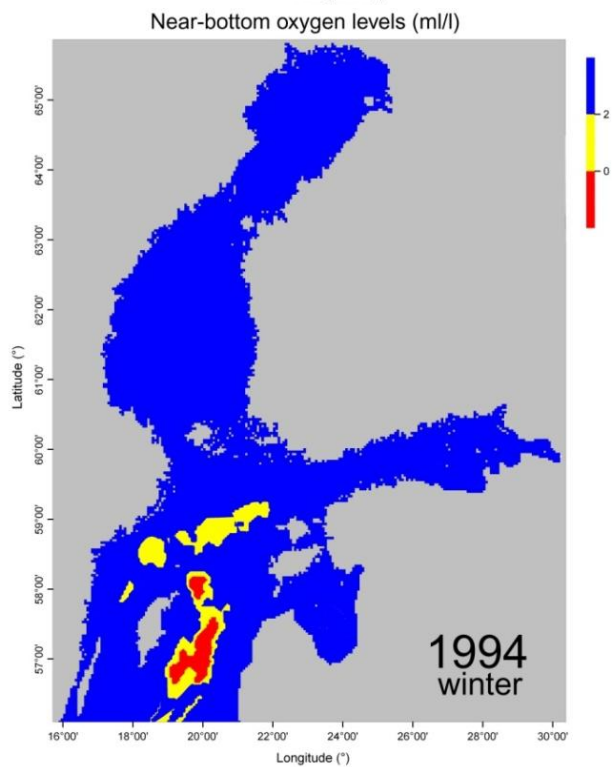 Near-bottom oxygen levels (ml/l)
2
0
65°00'
64°00'
63°00'
62°00'
61°00'
60°00'
59°00'
58°00'
57°00'
Latitude (°)
1994
winter
16°00' 18°00' 20°00' 22°00' 24°00' 26°00' 28°00' 30°00'
Longitude (°)